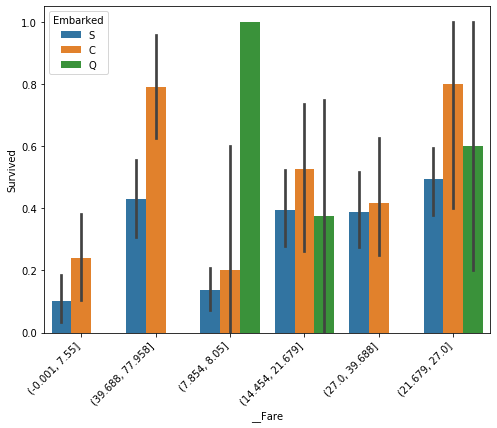 Embarked
S
C
Q
1.0
0.8
0.6
0.4
0.2
0.0
Survived
(-0.001, 7.55]
(39.688, 77.958]
(7.854, 8.05]
(14.454, 21.679]
(27.0, 39.688]
(21.679, 27.0]
__Fare